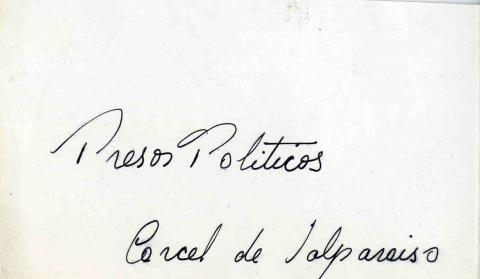 Presos Politicos
Carcel de Valparaiso